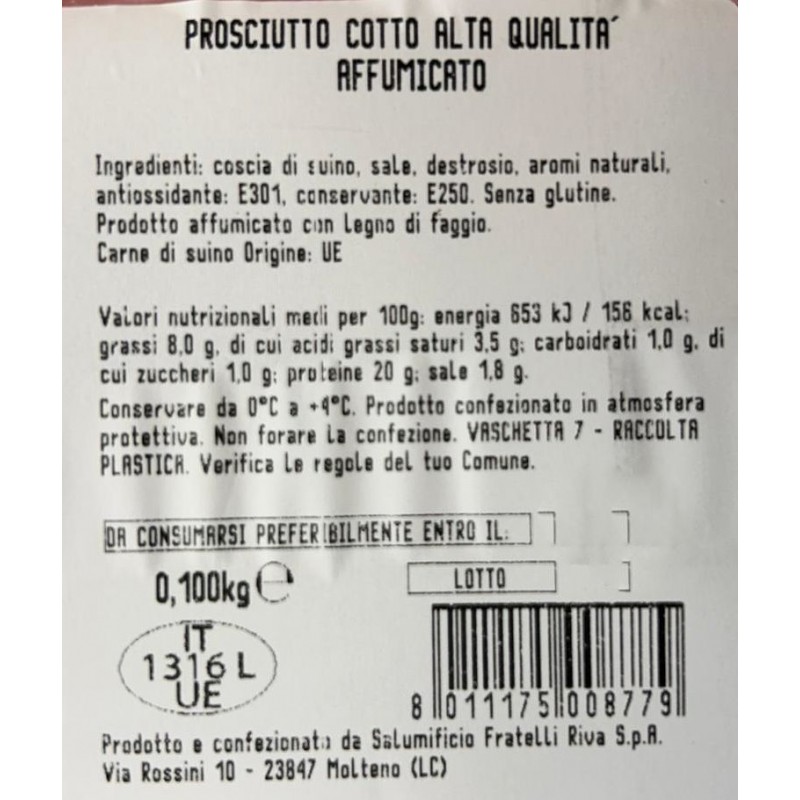 PROSCIUTTO COTTO ALTA QUALITA´
AFFUMICATO
Ingredienti: coscia di suino, sale, destrosio, aromi naturali,
antiossidante: E301, conservante: E250. Senza glutine.
Prodotto affumicato con Legno di faggio.
Carne di suino Origine: UE
Valori nutrizionali medi per 100g: energia 653 kJ / 156 kcal;
grassi 8,0 g, di cui acidi grassi saturi 3,5 g; carboidrati 1,0 g, di
cui zuccheri 1,0 g; proteine 20 g; sale 1,8 g.
Conservare da 0°C a +4°C. Prodotto confezionato in atmosfera
protettiva. Non forare la confezione. VASCHETTA 7 - RACCOLTA
PLASTICA. Verifica Le regole del tuo Comune.
DA CONSUMARSI PREFERIBILMENTE ENTRO IL:
0,100kg e
LOTTO
IT
1316 L
UE
8 011175 008779
Prodotto e confezionato da Salumificio Fratelli Riva S.p.A.
Via Rossini 10 - 23847 Molteno (LC)